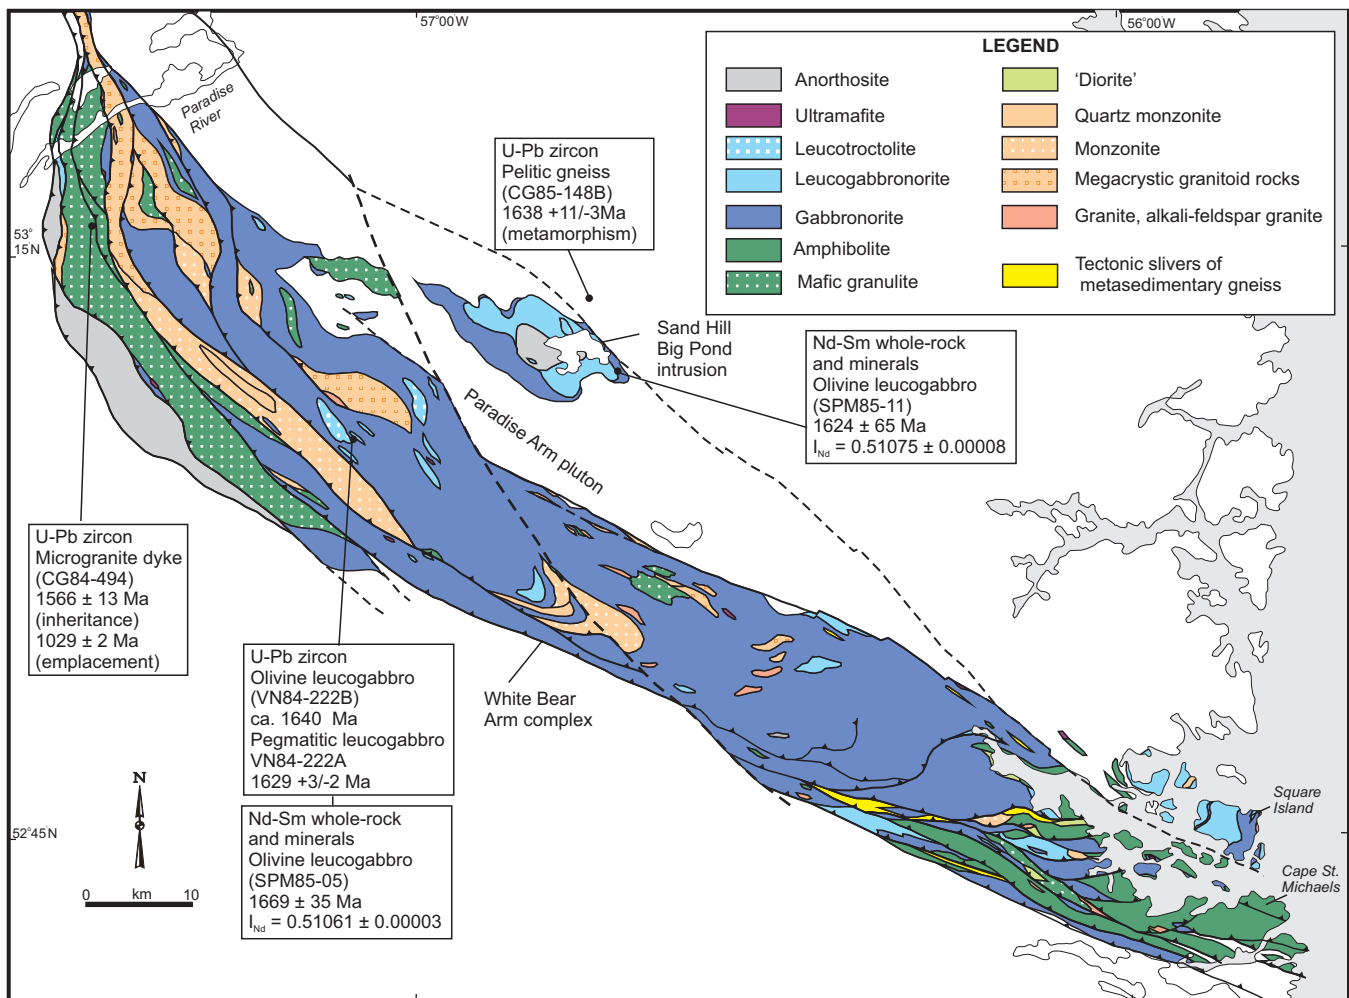 57°00 W
56°00 W
LEGEND
Anorthosite
Ultramafite
Leucotroctolite
Leucogabbronorite
Gabbronorite
Amphibolite
Mafic granulite
'Diorite'
Quartz monzonite
Monzonite
Megacrystic granitoid rocks
Granite, alkali-feldspar granite
Tectonic slivers of
metasedimentary gneiss
Paradise
River
U-Pb zircon
Pelitic gneiss
(CG85-148B)
1638 +11/-3Ma
(metamorphism)
53°
15N
Sand Hill
Big Pond
intrusion
Nd-Sm whole-rock
and minerals
Olivine leucogabbro
(SPM85-11)
1624 ± 65 Ma
INd = 0.51075 ± 0.00008
Paradise Arm pluton
U-Pb zircon
Microgranite dyke
(CG84-494)
1566 ± 13 Ma
(inheritance)
1029 ± 2 Ma
(emplacement)
U-Pb zircon
Olivine leucogabbro
(VN84-222B)
ca. 1640 Ma
Pegmatitic leucogabbro
VN84-222A
1629 +3/-2 Ma
White Bear
Arm complex
N
Square
Island
52°45N
Nd-Sm whole-rock
and minerals
Olivine leucogabbro
(SPM85-05)
1669 ± 35 Ma
INd = 0.51061 ± 0.00003
Cape St.
Michaels
0 km 10